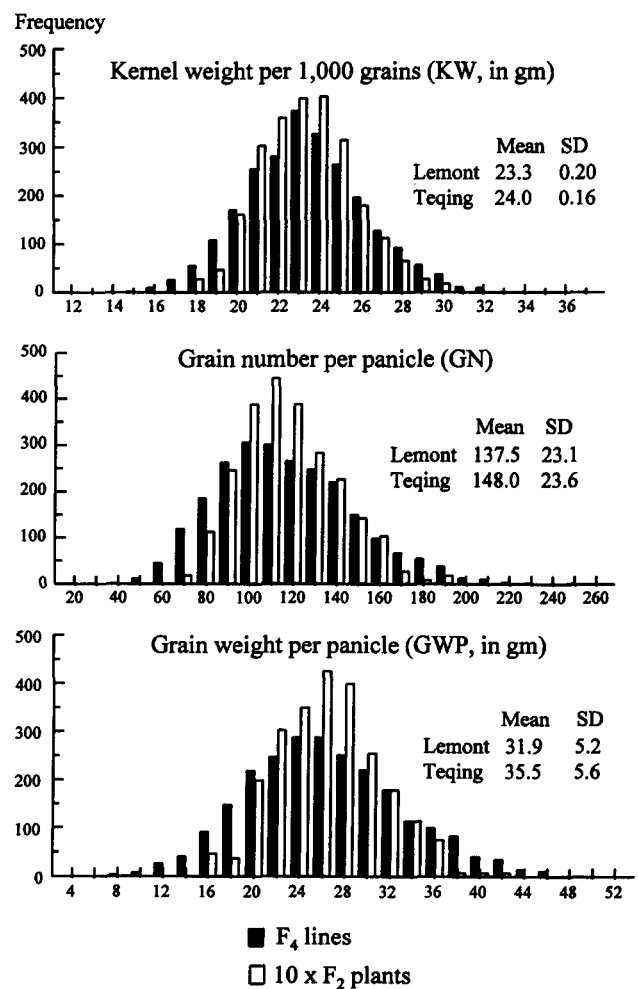 Frequency
500
Kernel weight per 1,000 grains (KW, in gm)
400
Mean SD
300
Lemont 23.3 0.20
Teqing 24.0 0.16
200
100
0
12 14 16 18 20 22 24 26 28 30 32 34 36
500
Grain number per panicle (GN)
400
Mean SD
300
Lemont 137.5 23.1
Teqing 148.0 23.6
200
100
0
20 40 60 80 100 120 140 160 180 200 220 240 260
500
Grain weight per panicle (GWP, in gm)
400
Mean SD
300
Lemont 31.9 5.2
Teqing 35.5 5.6
200
100
0
4 8 12 16 20 24 28 32 36 40 44 48 52
F4 lines
10 x F2 plants